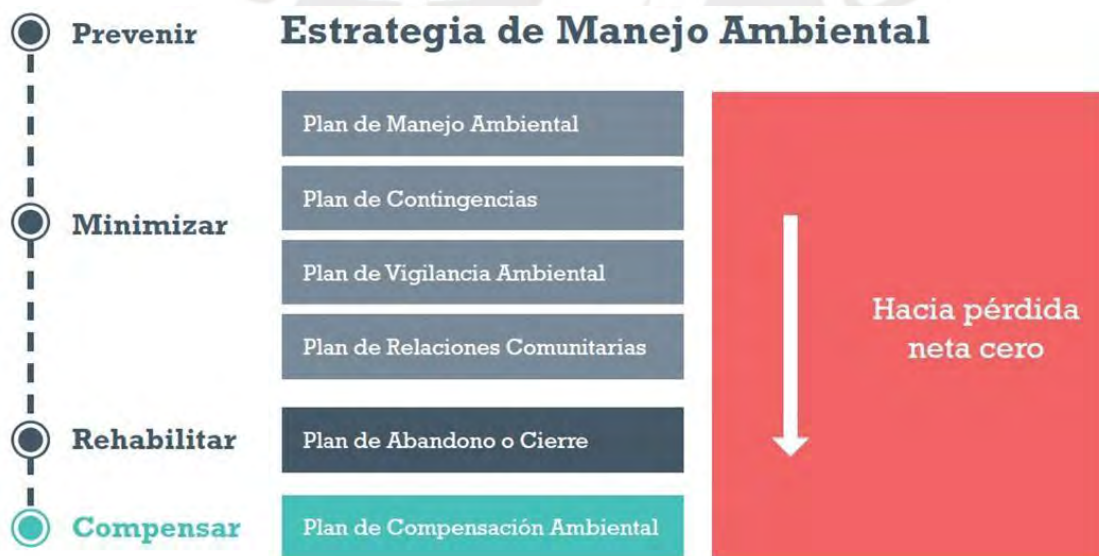 Prevenir
Estrategia de Manejo Ambiental
Plan de Manejo Ambiental
Plan de Contingencias
Minimizar
Plan de Vigilancia Ambiental
Plan de Relaciones Comunitarias
Hacia pérdida
neta cero
Rehabilitar
Plan de Abandono o Cierre
Compensar
Plan de Compensación Ambiental